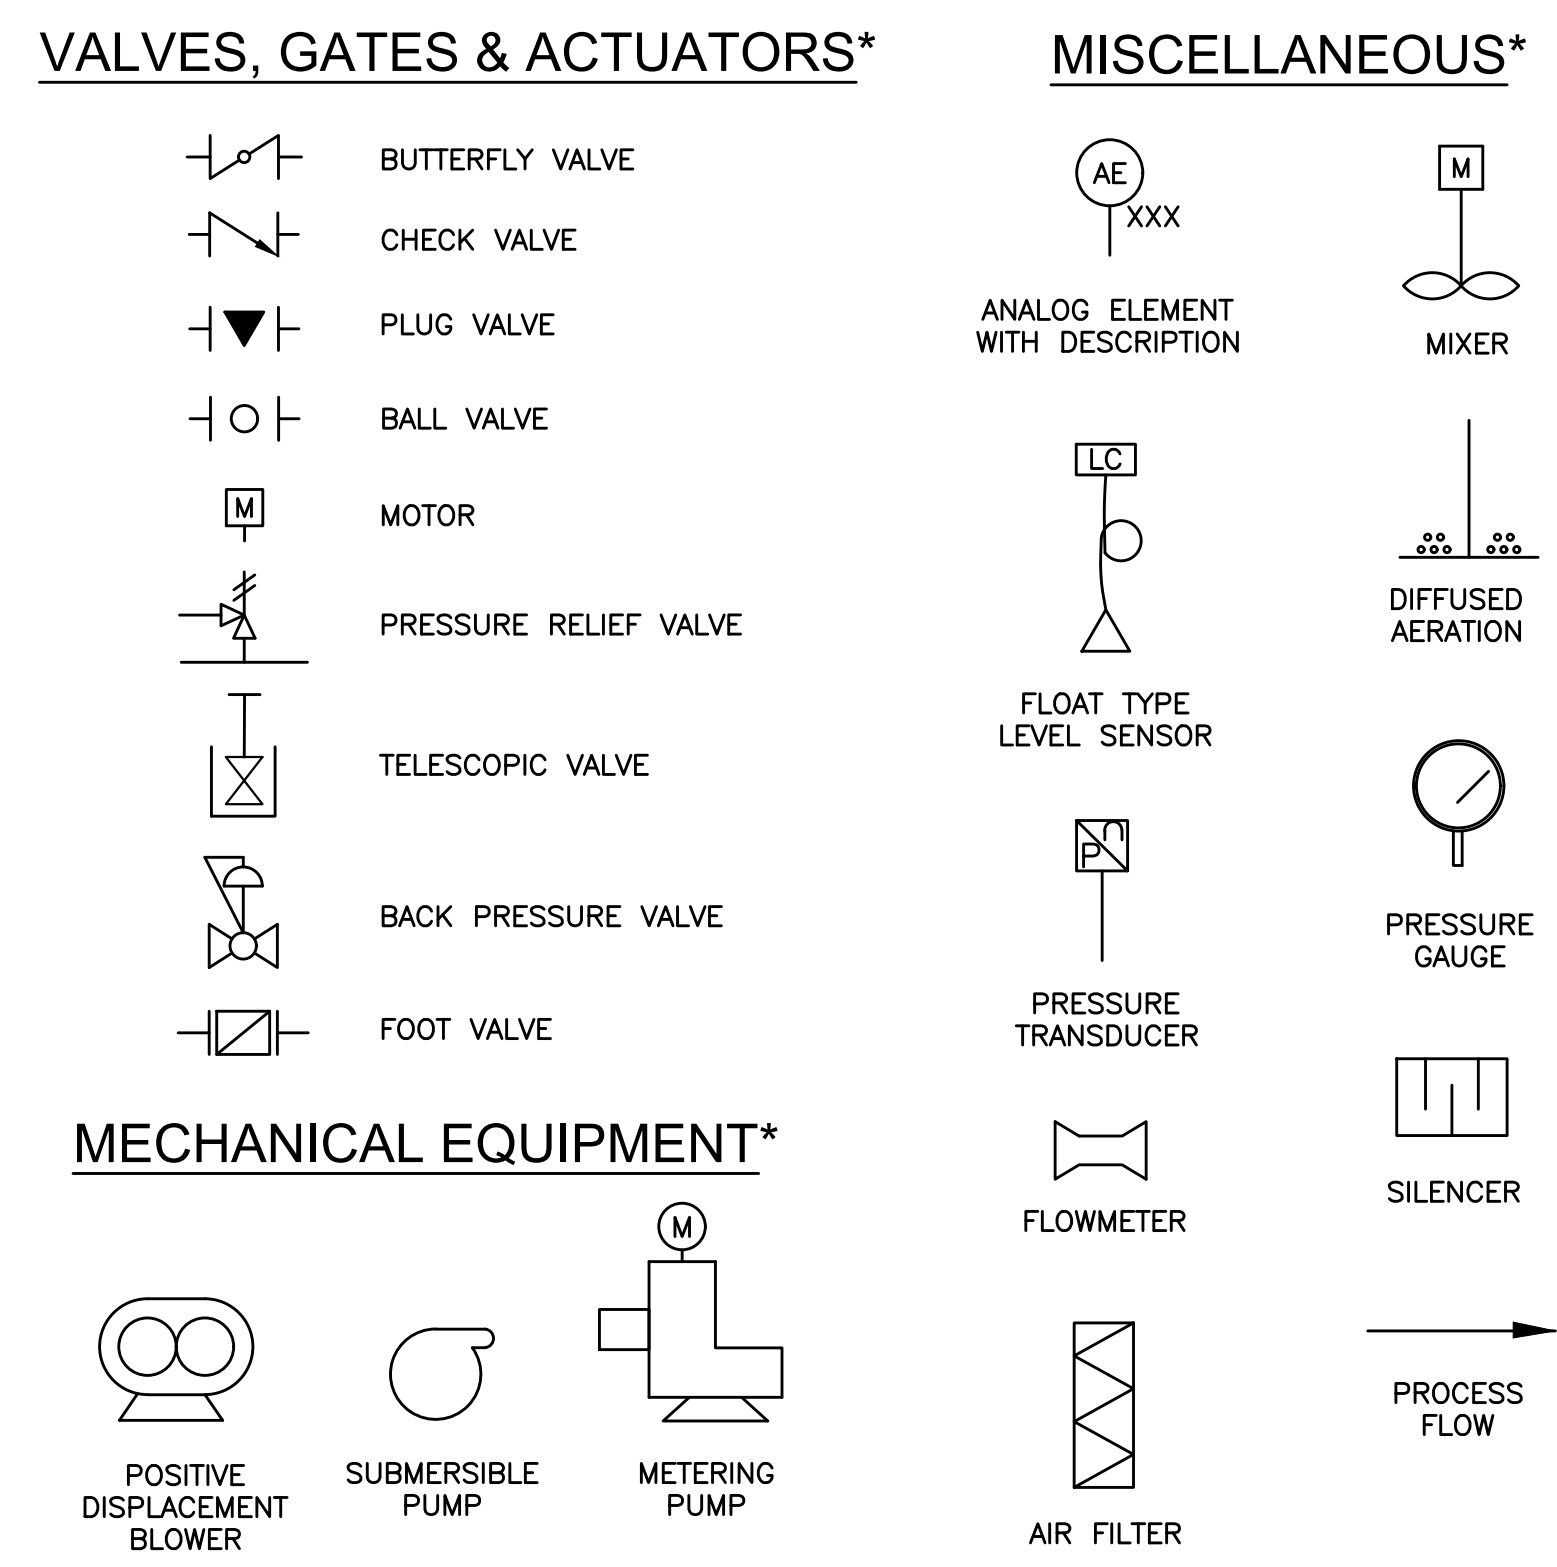 VALVES, GATES & ACTUATORS*
BUTTERFLY VALVE
CHECK VALVE
PLUG VALVE
BALL VALVE
M
MOTOR
PRESSURE RELIEF VALVE
TELESCOPIC VALVE
BACK PRESSURE VALVE
FOOT VALVE
MECHANICAL EQUIPMENT*
POSITIVE
DISPLACEMENT
BLOWER
SUBMERSIBLE
PUMP
M
METERING
PUMP
MISCELLANEOUS*
AE
XXX
ANALOG ELEMENT
WITH DESCRIPTION
M
MIXER
LC
FLOAT TYPE
LEVEL SENSOR
DIFFUSED
AERATION
P
PRESSURE
TRANSDUCER
PRESSURE
GAUGE
FLOWMETER
SILENCER
AIR FILTER
PROCESS
FLOW